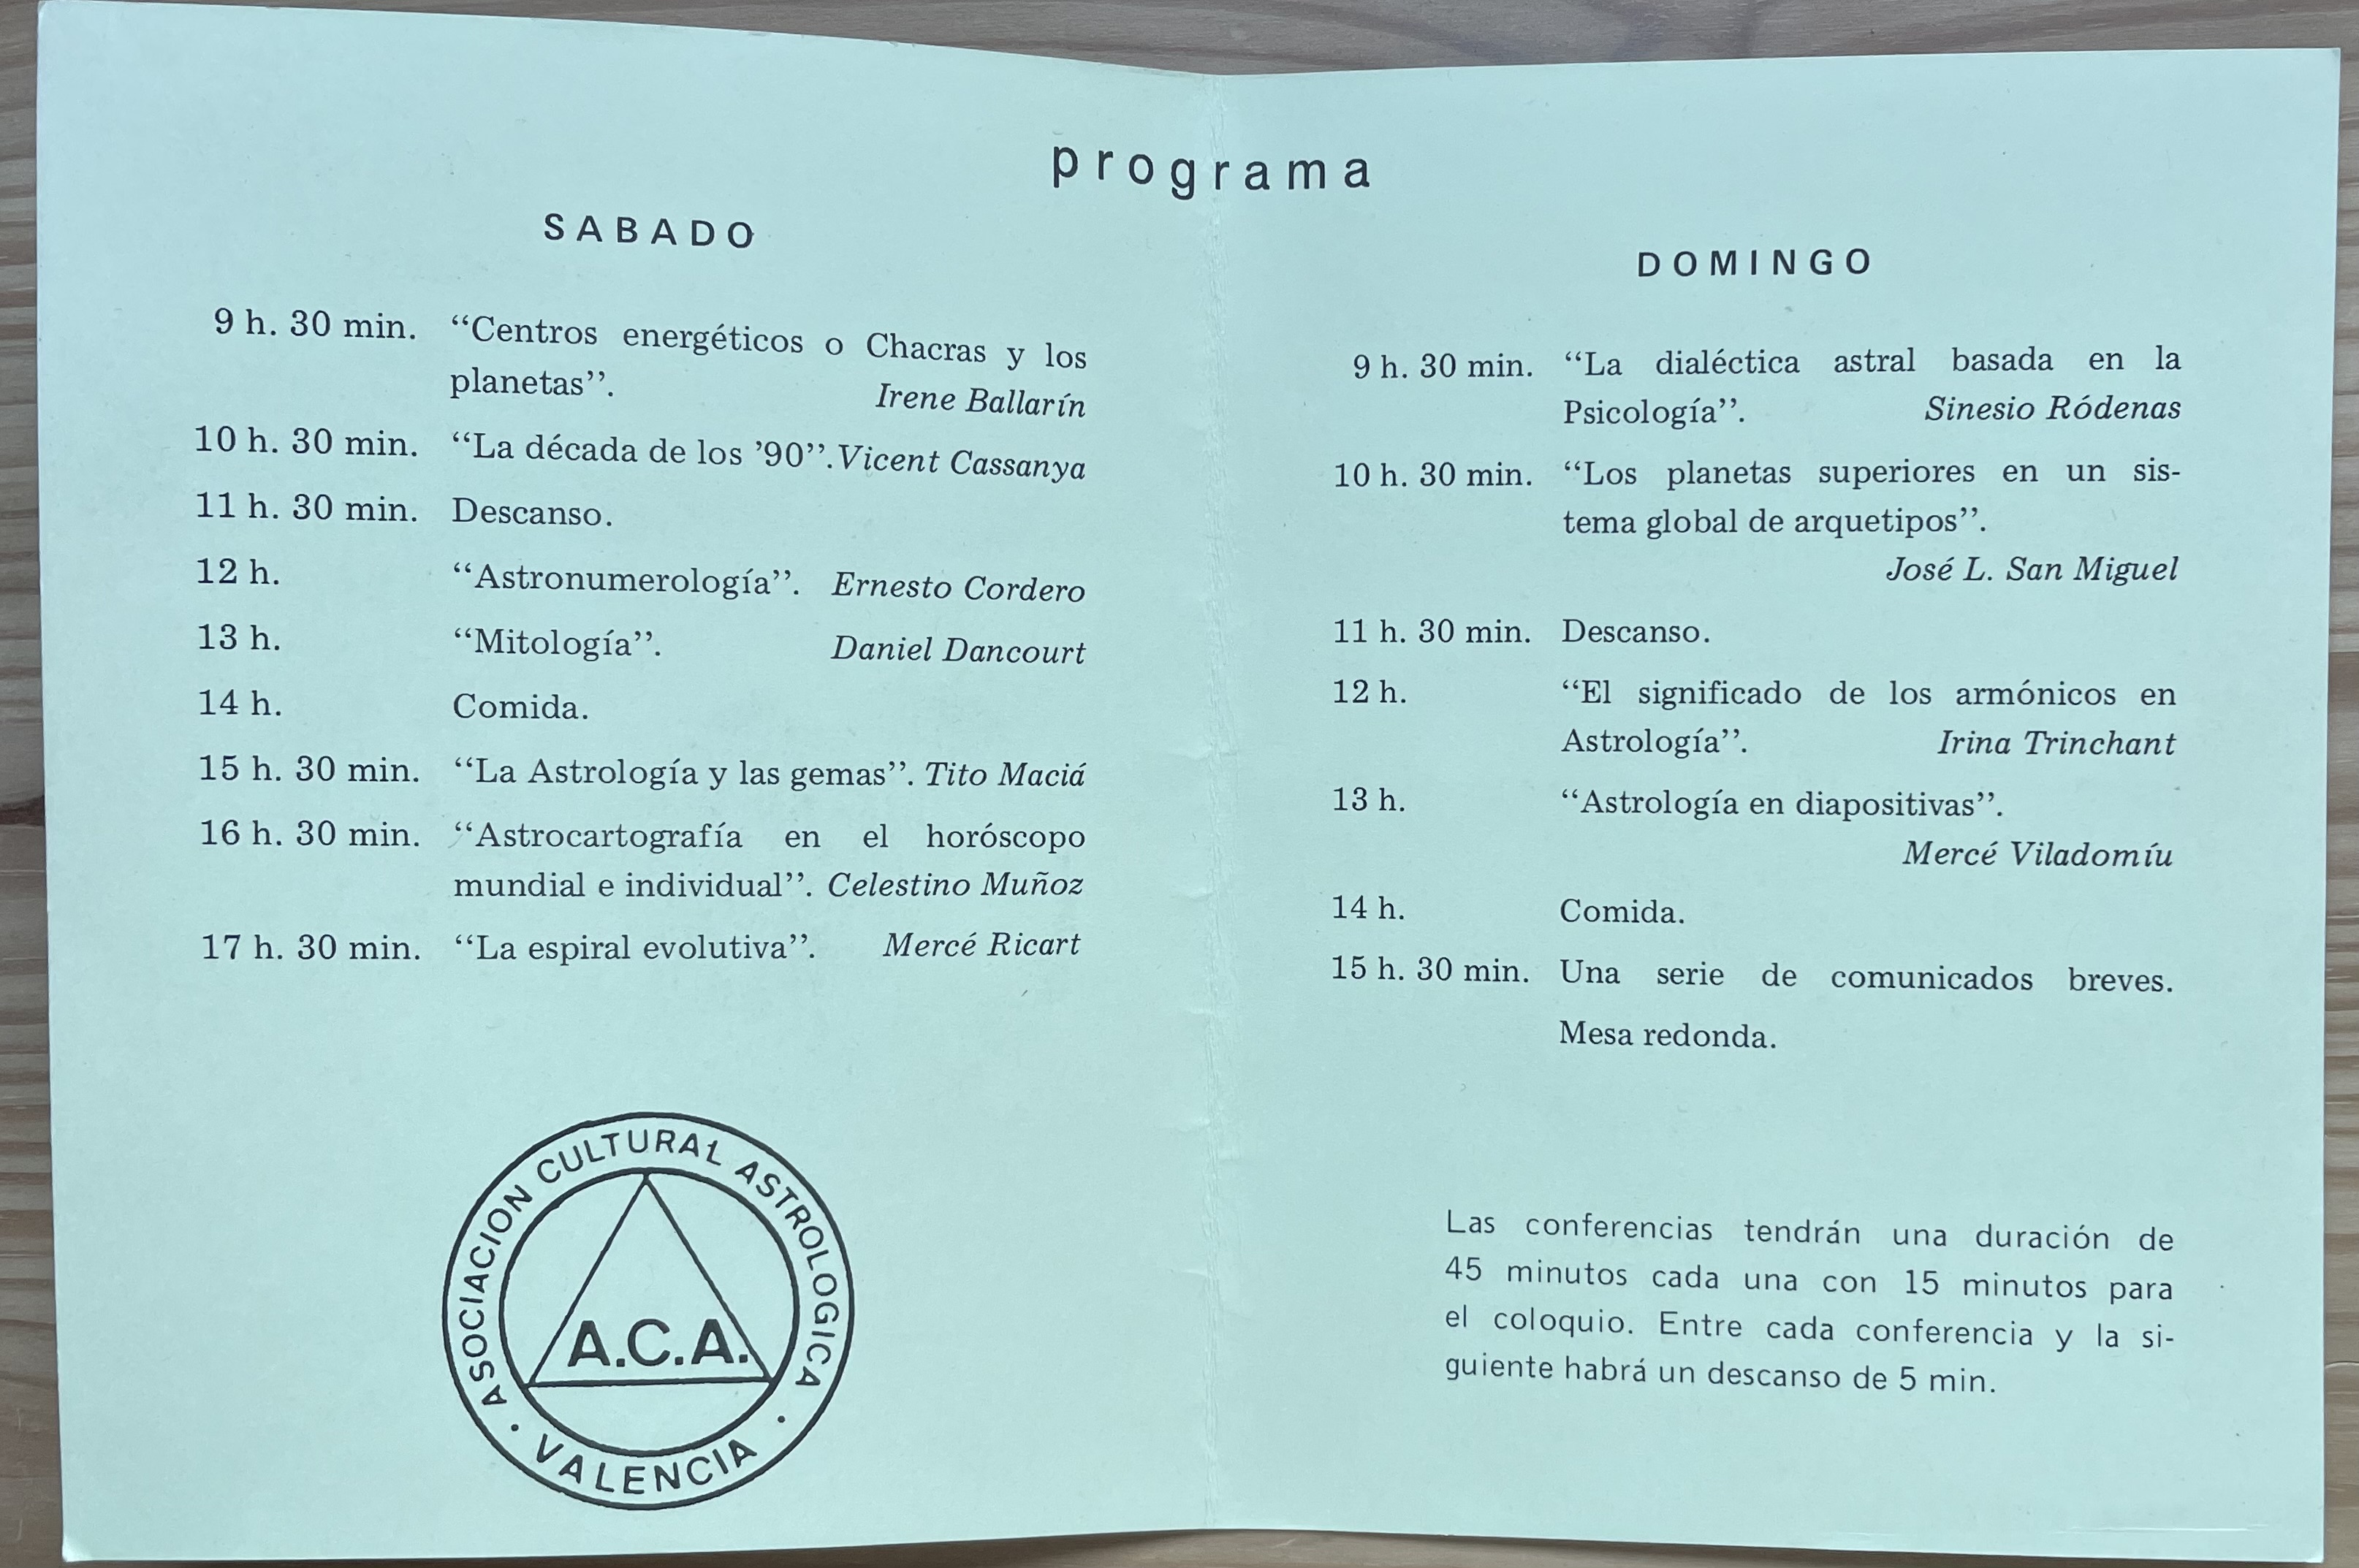 programa
SABADO
9 h. 30 min. “Centros energéticos o Chacras y los
planetas”. Irene Ballarín
10 h. 30 min. “La década de los ’90”. Vicent Cassanya
11 h. 30 min. Descanso.
12 h. “Astronumerología”. Ernesto Cordero
13 h. “Mitología”. Daniel Dancourt
14 h. Comida.
15 h. 30 min. “La Astrología y las gemas”. Tito Maciá
16 h. 30 min. “Astrocartografía en el horóscopo
mundial e individual”. Celestino Muñoz
17 h. 30 min. “La espiral evolutiva”. Mercé Ricart
ASOCIACION CULTURAL ASTROLOGICA
A.C.A.
· VALENCIA ·
DOMINGO
9 h. 30 min. “La dialéctica astral basada en la
Psicología”. Sinesio Ródenas
10 h. 30 min. “Los planetas superiores en un sis-
tema global de arquetipos”.
José L. San Miguel
11 h. 30 min. Descanso.
12 h. “El significado de los armónicos en
Astrología”. Irina Trinchant
13 h. “Astrología en diapositivas”.
Mercé Viladomíu
14 h. Comida.
15 h. 30 min. Una serie de comunicados breves.
Mesa redonda.
Las conferencias tendrán una duración de
45 minutos cada una con 15 minutos para
el coloquio. Entre cada conferencia y la si-
guiente habrá un descanso de 5 min.